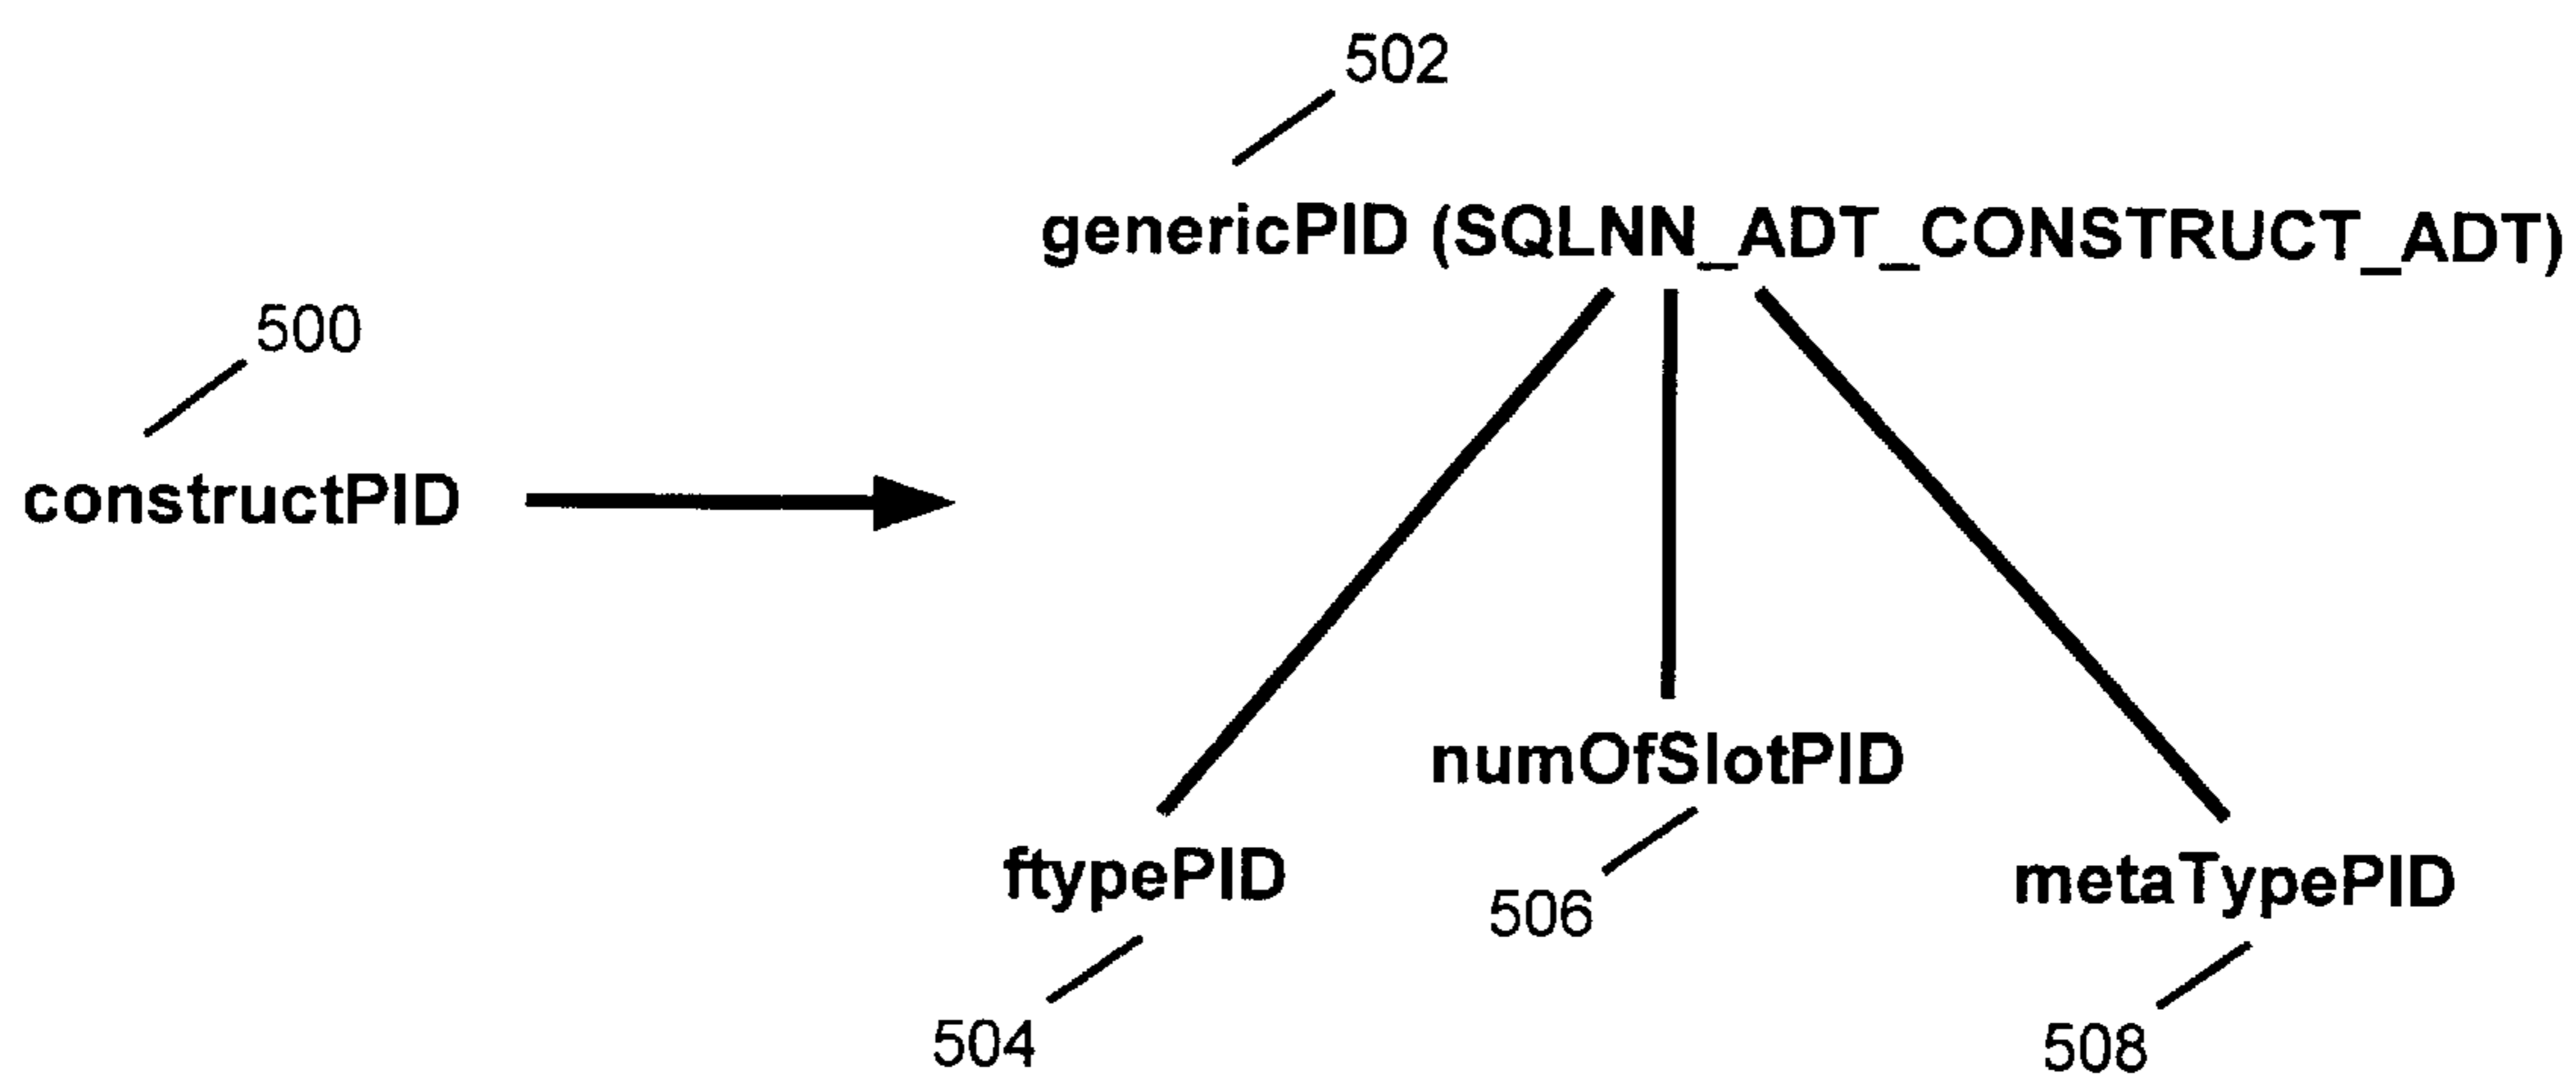 502
genericPID (SQLNN_ADT_CONSTRUCT_ADT)
500
constructPID
numOfSlotPID
ftypePID
metaTypePID
506
504
508